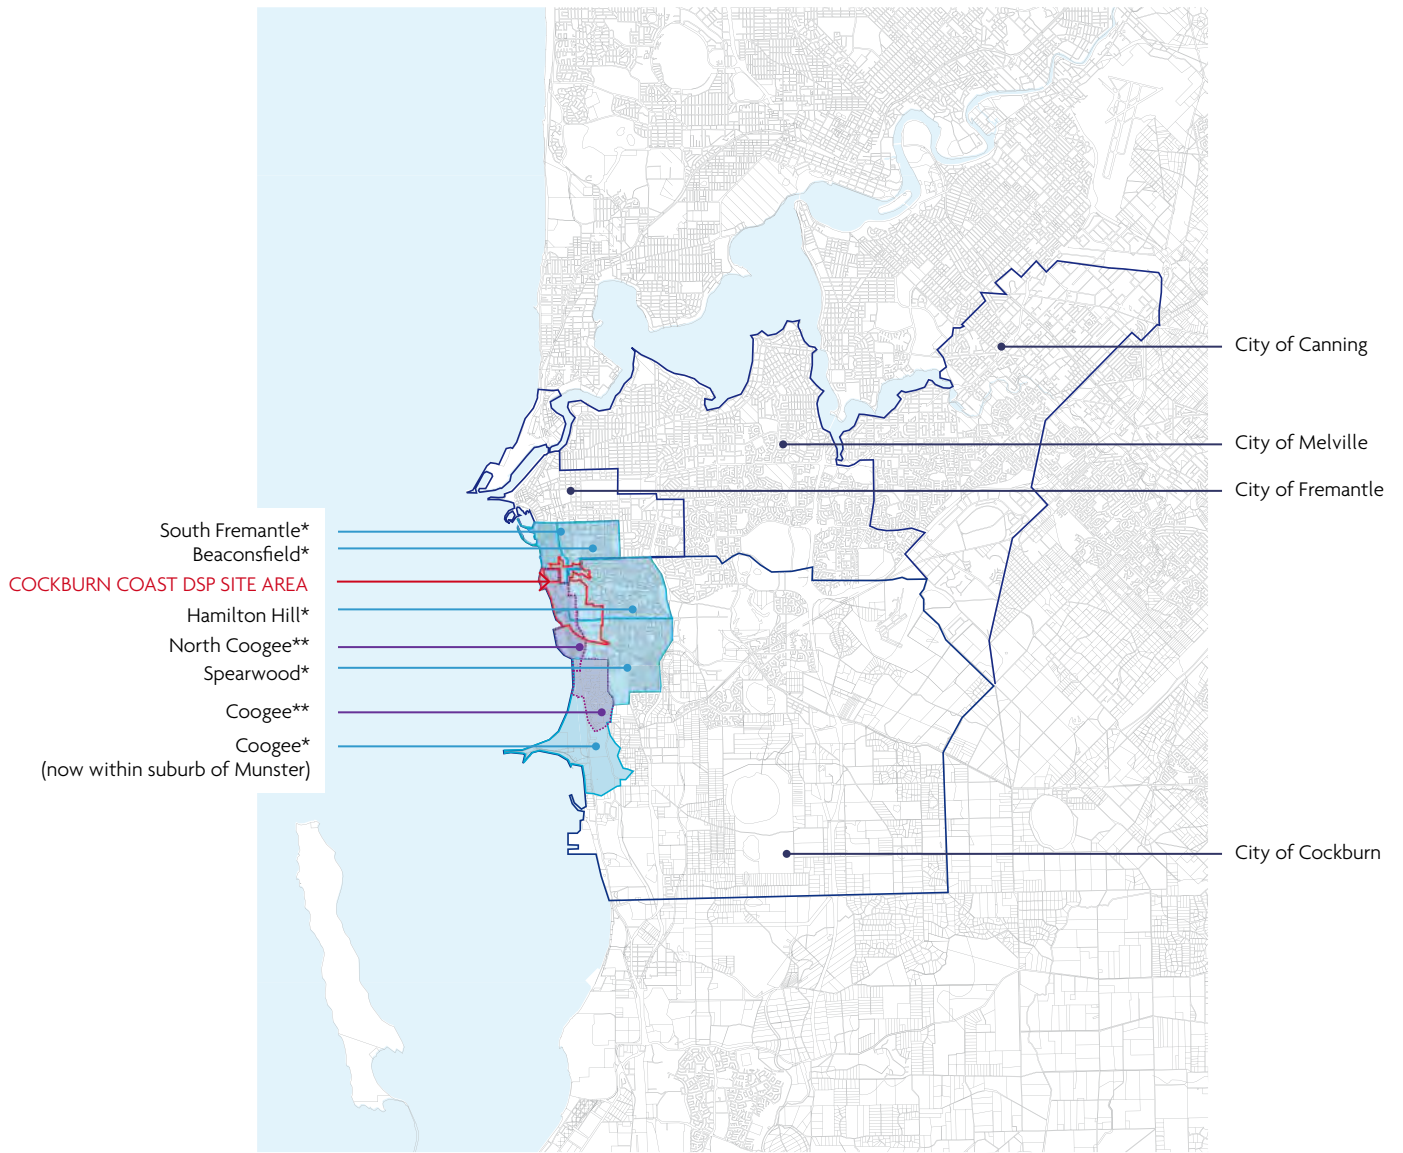 City of Canning
City of Melville
City of Fremantle
South Fremantle*
Beaconsfield*
COCKBURN COAST DSP SITE AREA
Hamilton Hill*
North Coogee**
Spearwood*
Coogee**
Coogee*
(now within suburb of Munster)
City of Cockburn